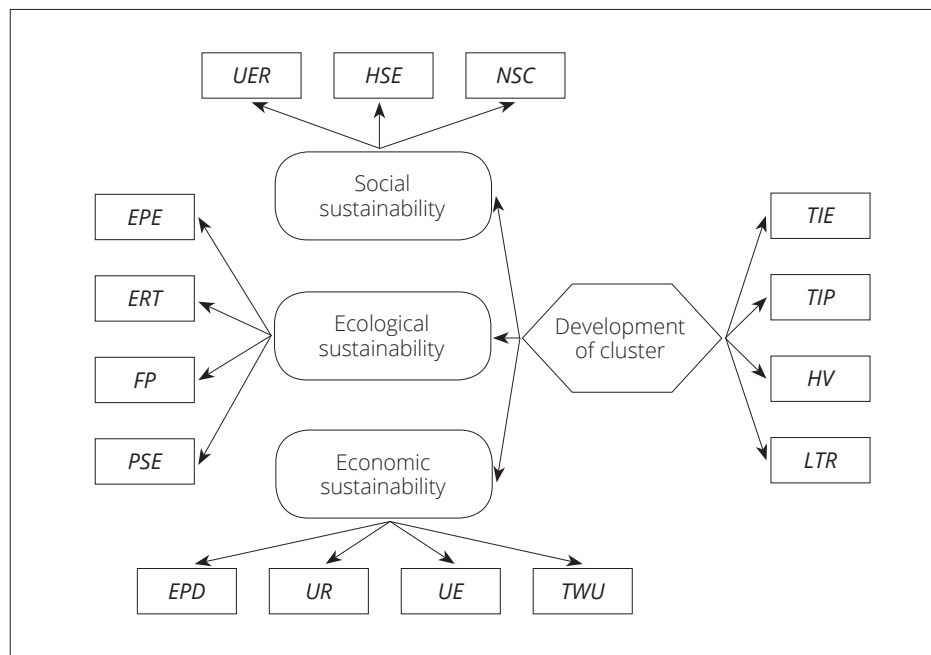 UER
HSE
NSC
Social
sustainability
EPE
ERT
FP
PSE
Ecological
sustainability
Development
of cluster
TIE
TIP
HV
LTR
Economic
sustainability
EPD
UR
UE
TWU